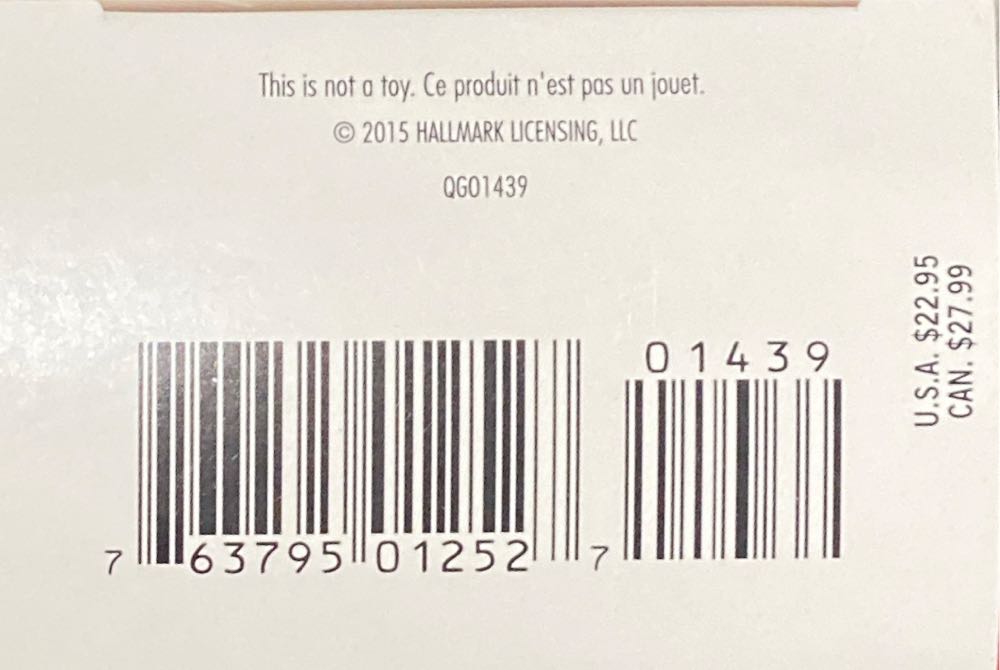 This is not a toy. Ce produit n'est pas un jouet.
© 2015 HALLMARK LICENSING, LLC
QGO1439
U.S.A. $22.95
CAN. $27.99
01439
7 63795 01252 7